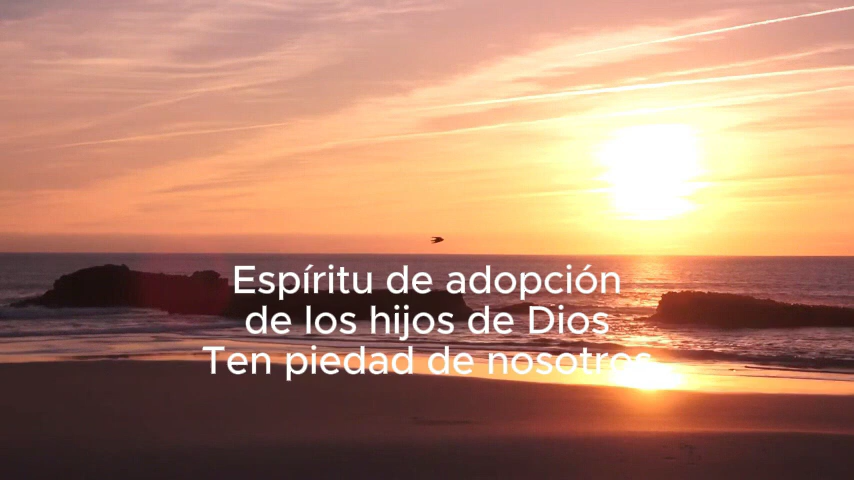 Espíritu de adopción
de los hijos de Dios
Ten piedad de nosotros